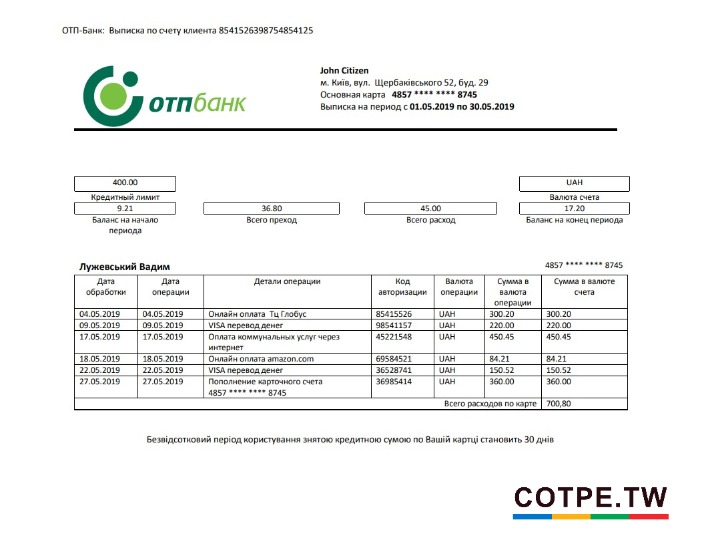 ОТП-Банк: Выписка по счету клиента 8541526398754854125
John Citizen
м. Київ, вул. Щербаківського 52, буд. 29
Основная карта 4857 **** **** 8745
Выписка на период с 01.05.2019 по 30.05.2019
отпбанк
400.00 UAH
Кредитный лимит Валюта счета
9.21 36.80 45.00 17.20
Баланс на начало периода Всего преход Всего расход Баланс на конец периода
Лужевський Вадим 4857 **** **** 8745
Дата обработки Дата операции Детали операции Код авторизации Валюта операции Сумма в валюта операции Сумма в валюте счета
04.05.2019 04.05.2019 Онлайн оплата Тц Глобус 85415526 UAH 300.20 300.20
09.05.2019 09.05.2019 VISA перевод денег 98541157 UAH 220.00 220.00
17.05.2019 17.05.2019 Оплата коммунальных услуг через интернет 45221548 UAH 450.45 450.45
18.05.2019 18.05.2019 Онлайн оплата amazon.com 69584521 UAH 84.21 84.21
22.05.2019 22.05.2019 VISA перевод денег 36528741 UAH 150.52 150.52
27.05.2019 27.05.2019 Пополнение карточного счета 36985414 UAH 360.00 360.00
4857 **** **** 8745
Всего расходов по карте 700,80
Безвідсотковий період користування знятою кредитною сумою по Вашій картці становить 30 днів
COTPE.TW